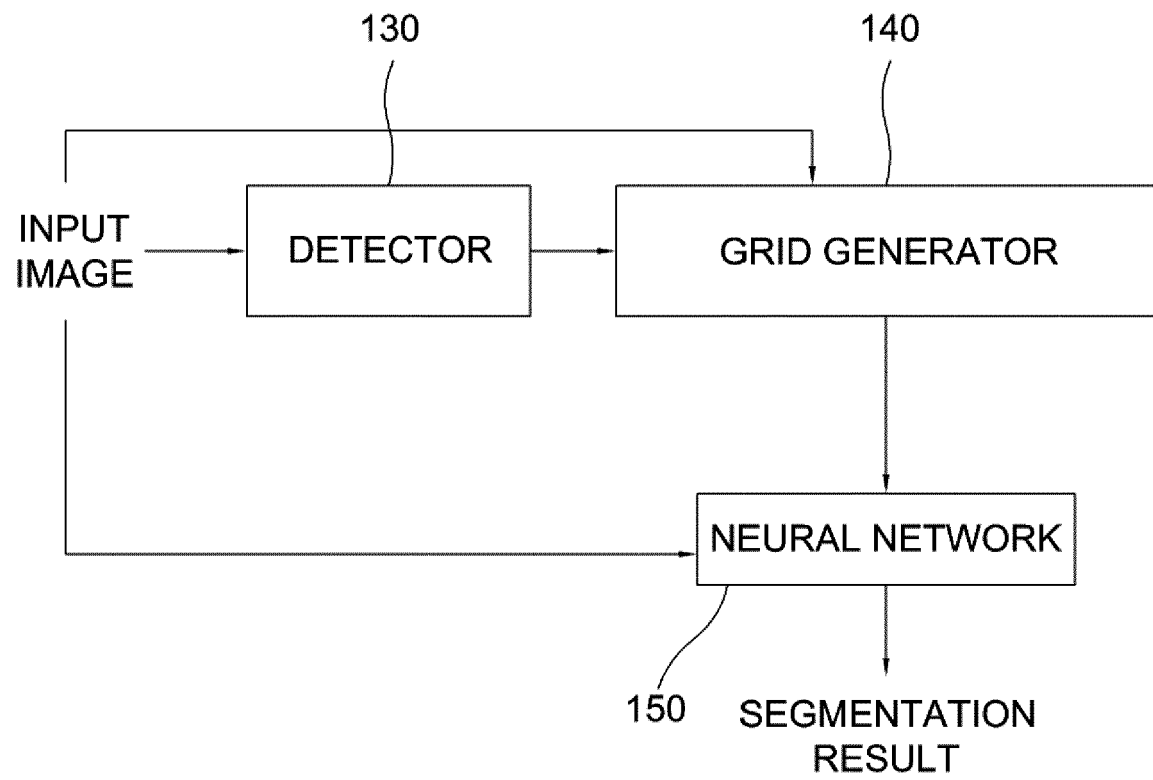 130
140
INPUT
IMAGE
DETECTOR
GRID GENERATOR
NEURAL NETWORK
150
SEGMENTATION
RESULT